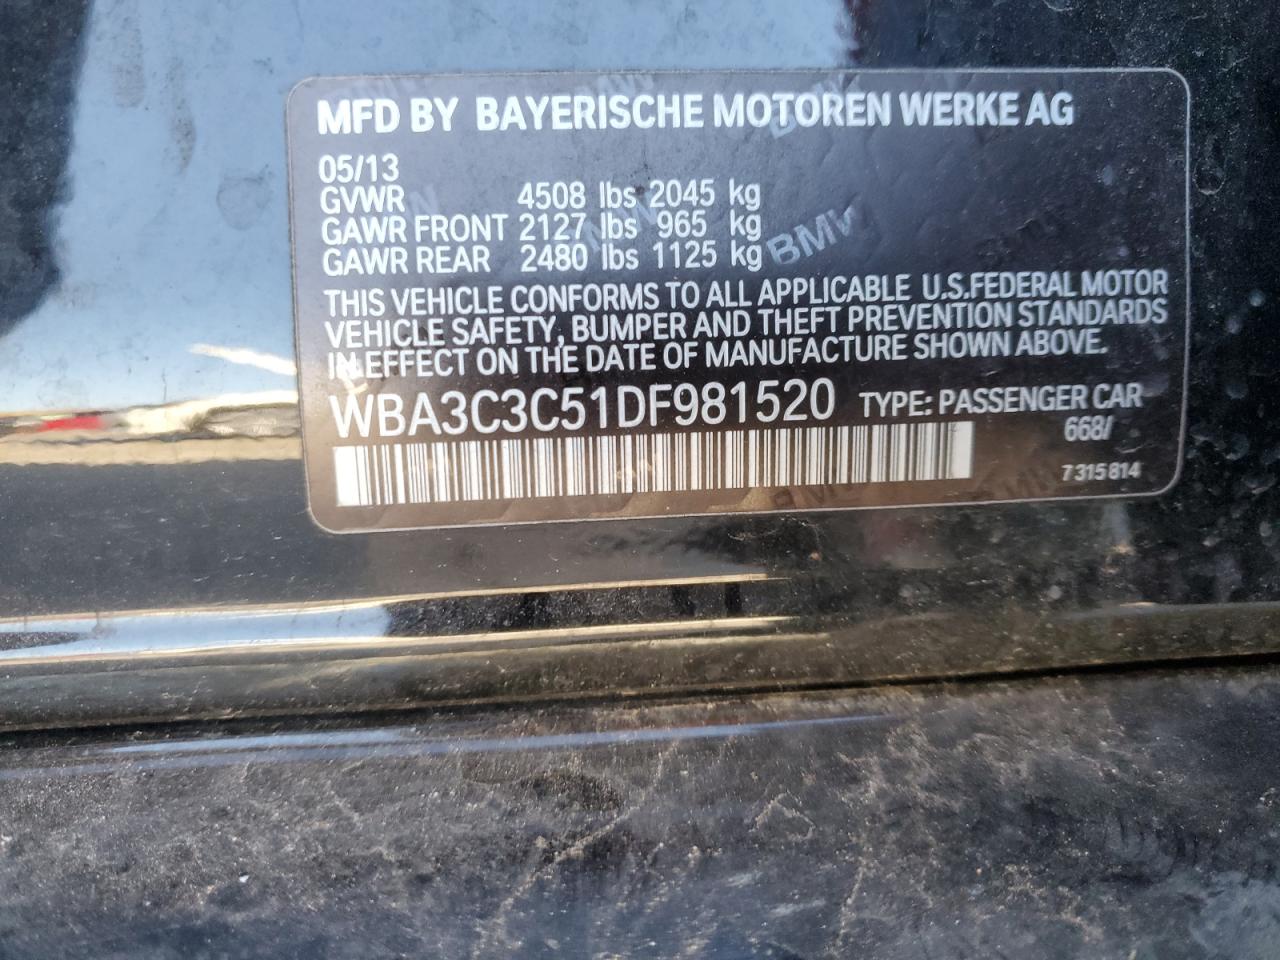 MFD BY BAYERISCHE MOTOREN WERKE AG
05/13
GVWR 4508 lbs 2045 kg
GAWR FRONT 2127 lbs 965 kg
GAWR REAR 2480 lbs 1125 kg
THIS VEHICLE CONFORMS TO ALL APPLICABLE U.S.FEDERAL MOTOR
VEHICLE SAFETY, BUMPER AND THEFT PREVENTION STANDARDS
IN EFFECT ON THE DATE OF MANUFACTURE SHOWN ABOVE.
WBA3C3C51DF981520 TYPE: PASSENGER CAR
668/
7 315 814